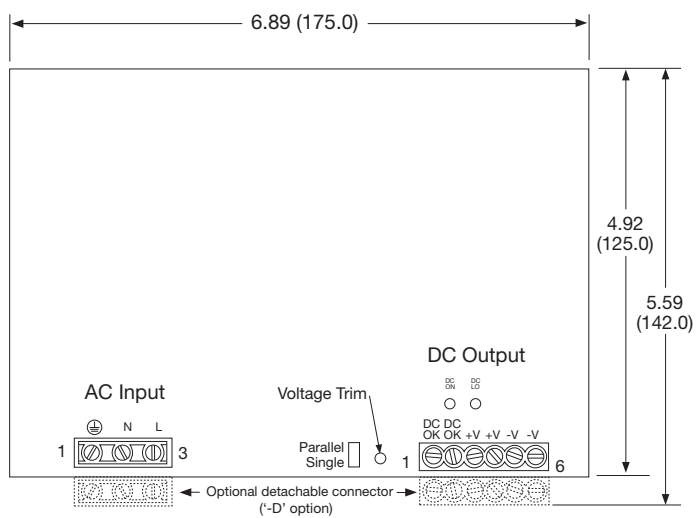 6.89 (175.0)
4.92
(125.0)
5.59
(142.0)
DC Output
DC
ON
DC
LO
AC Input
Voltage Trim
N
L
DC
OK
DC
OK
+V
+V
-V
-V
1
3
Parallel
Single
1
6
Optional detachable connector
('-D' option)